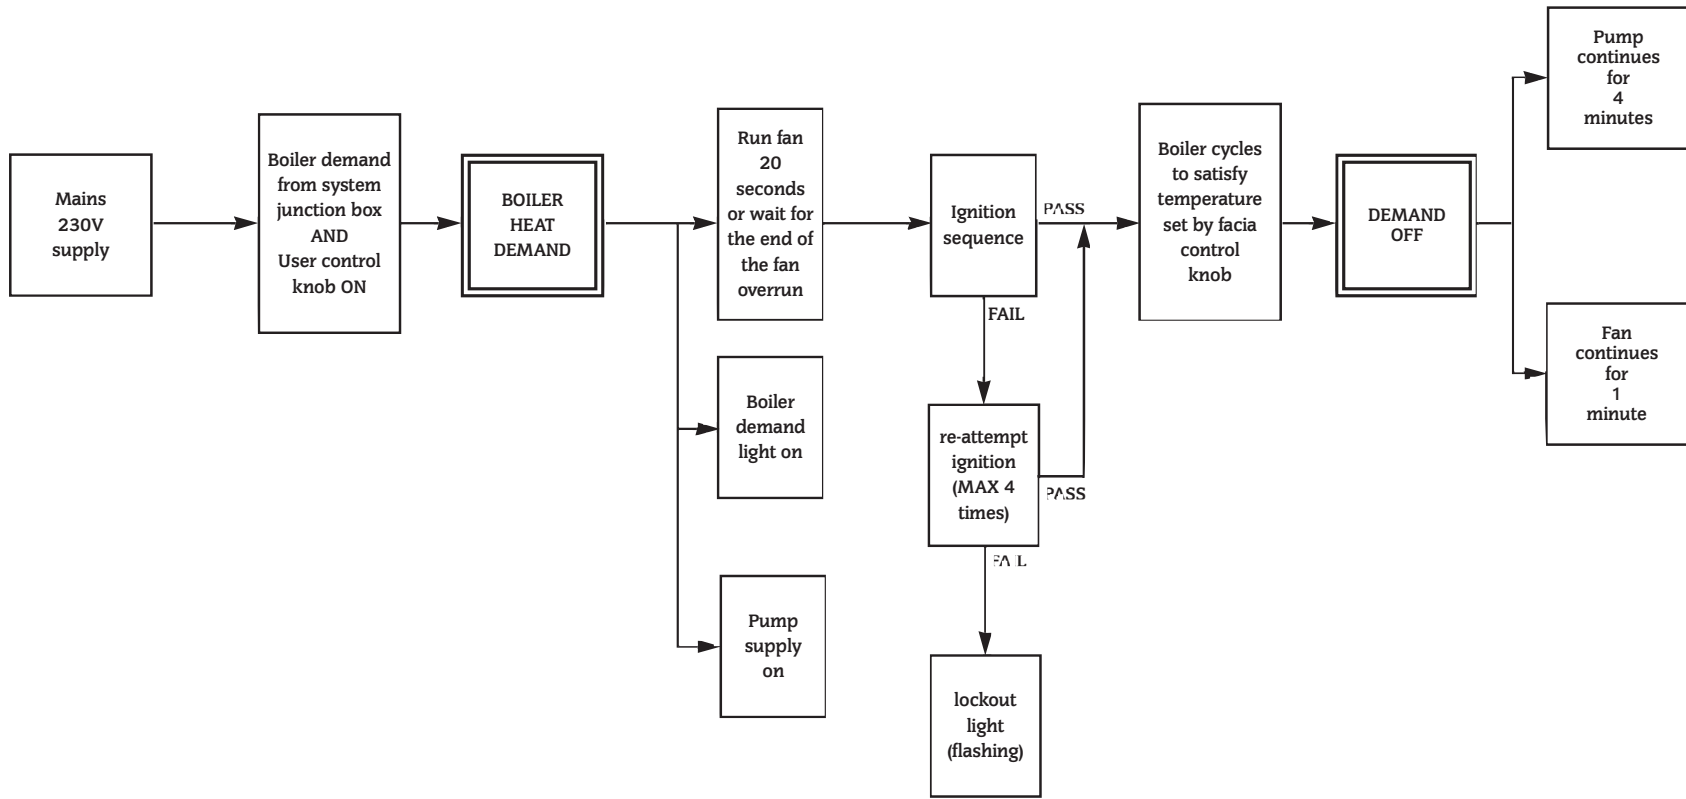 Mains
230V
supply
Boiler demand
from system
junction box
AND
User control
knob ON
BOILER
HEAT
DEMAND
Run fan
20
seconds
or wait for
the end of
the fan
overrun
Boiler
demand
light on
Pump
supply
on
Ignition
sequence
PASS
FAIL
re-attempt
ignition
(MAX 4
times)
PASS
FAIL
lockout
light
(flashing)
Boiler cycles
to satisfy
temperature
set by facia
control
knob
DEMAND
OFF
Pump
continues
for
4
minutes
Fan
continues
for
1
minute